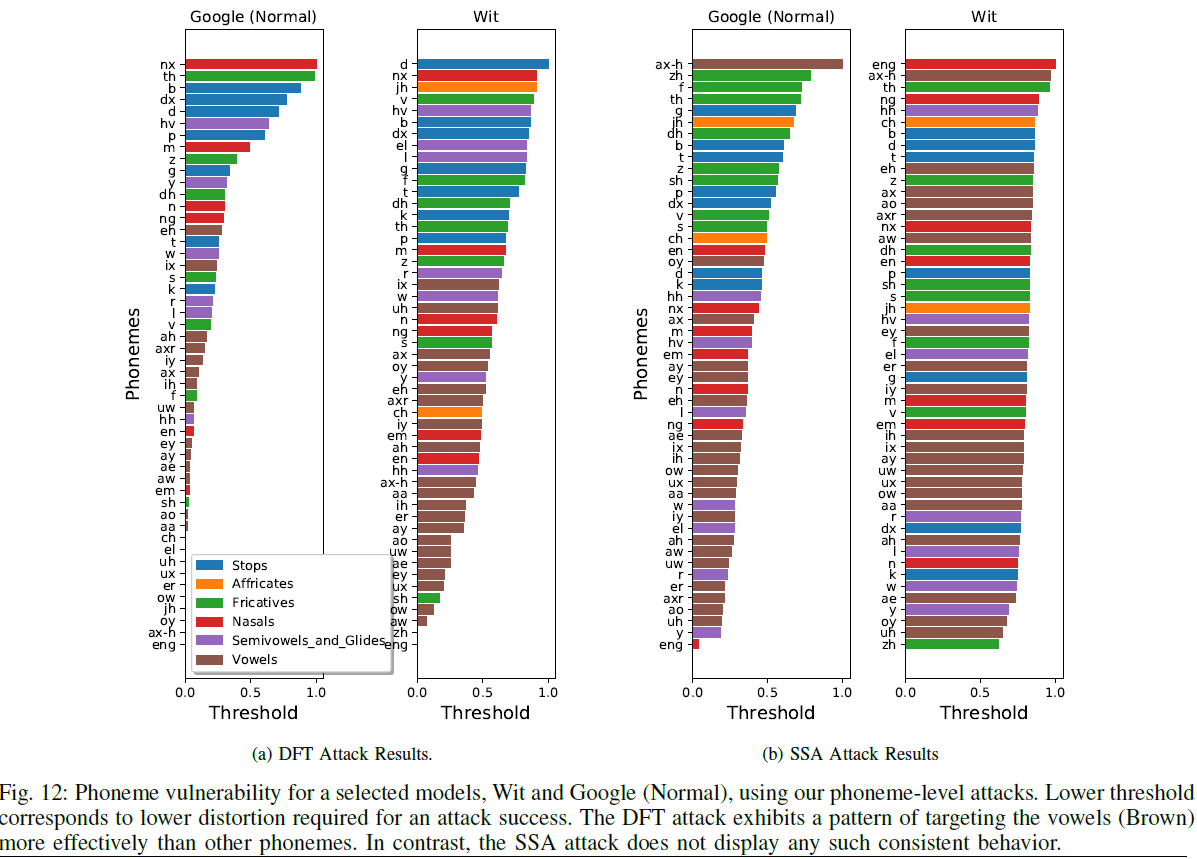 Google (Normal)
Wit
Google (Normal)
Wit
Phonemes
nx
th
b
dx
d
hv
p
m
z
g
y
dh
n
ng
eh
t
w
ix
s
k
r
l
v
ah
axr
iy
ax
ih
f
uw
hh
en
ey
ay
ae
aw
em
sh
ao
aa
ch
el
uh
ux
er
ow
jh
oy
ax-h
eng
Stops
Affricates
Fricatives
Nasals
Semivowels_and_Glides
Vowels
0.0 0.5 1.0
Threshold
d
nx
jh
v
hv
b
dx
el
l
g
f
t
dh
k
th
p
m
z
r
ix
w
uh
n
ng
s
ax
oy
y
eh
axr
ch
iy
em
ah
en
hh
ax-h
aa
ih
er
ay
ao
uw
ae
ey
ux
sh
ow
aw
zh
eng
0.0 0.5 1.0
Threshold
Phonemes
ax-h
zh
f
th
g
jh
dh
b
t
z
sh
p
dx
v
s
ch
en
oy
d
k
hh
nx
ax
m
hv
em
ay
ey
n
eh
l
ng
ae
ix
ih
ow
ux
aa
w
iy
el
ah
aw
uw
r
er
axr
ao
uh
y
eng
0.0 0.5 1.0
Threshold
eng
ax-h
th
ng
hh
ch
b
d
t
eh
z
ax
ao
axr
nx
aw
dh
en
p
sh
s
jh
hv
ey
f
el
er
g
iy
m
v
em
ih
ix
ay
uw
ux
ow
aa
r
dx
ah
l
n
k
w
ae
y
oy
uh
zh
0.0 0.5 1.0
Threshold
(a) DFT Attack Results.
(b) SSA Attack Results
Fig. 12: Phoneme vulnerability for a selected models, Wit and Google (Normal), using our phoneme-level attacks. Lower threshold
corresponds to lower distortion required for an attack success. The DFT attack exhibits a pattern of targeting the vowels (Brown)
more effectively than other phonemes. In contrast, the SSA attack does not display any such consistent behavior.